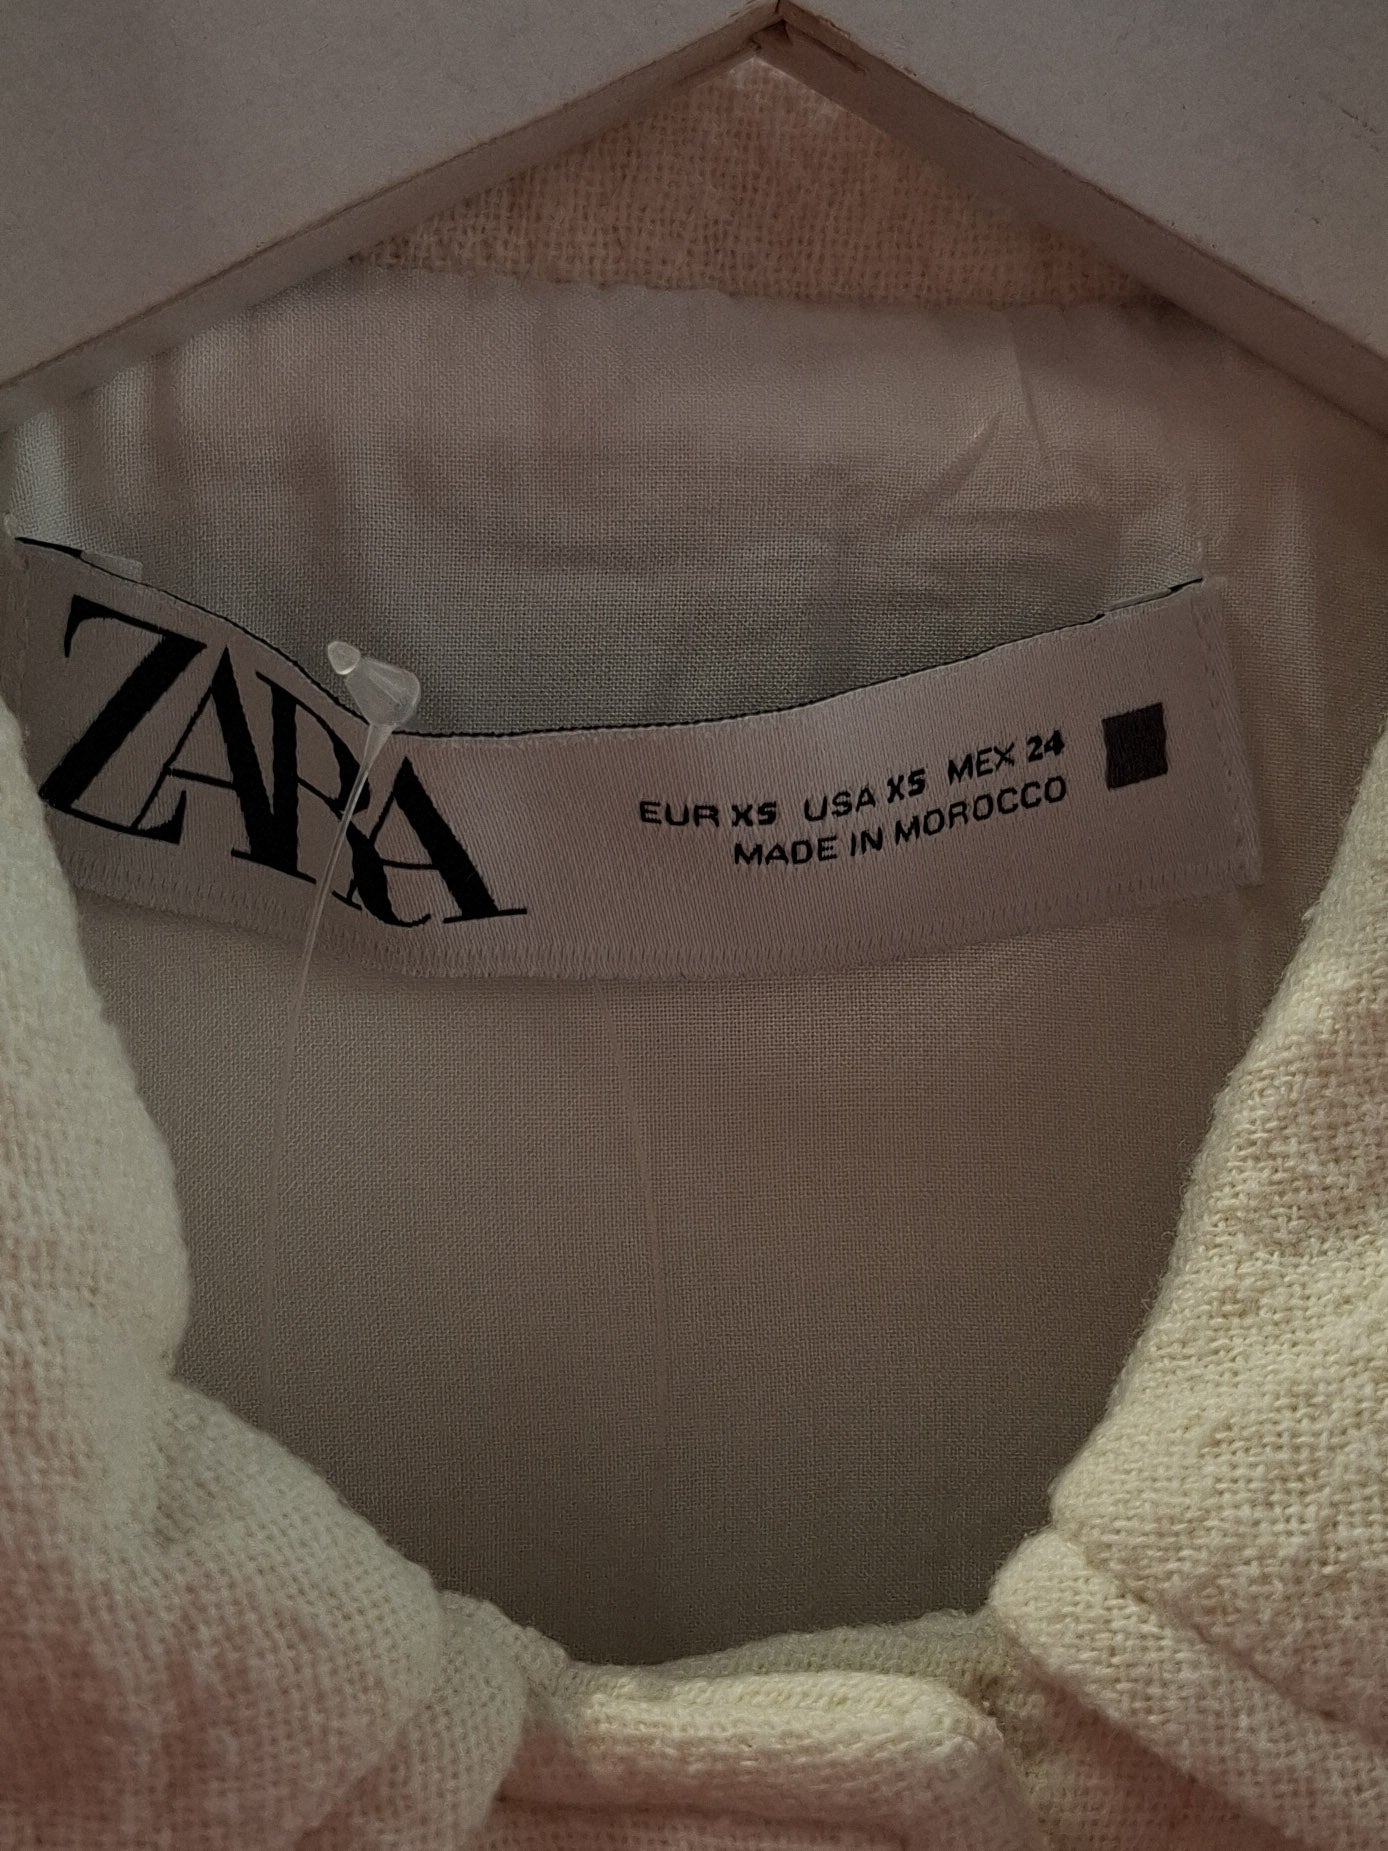 ZARA
EUR XS USA XS MEX 24
MADE IN MOROCCO